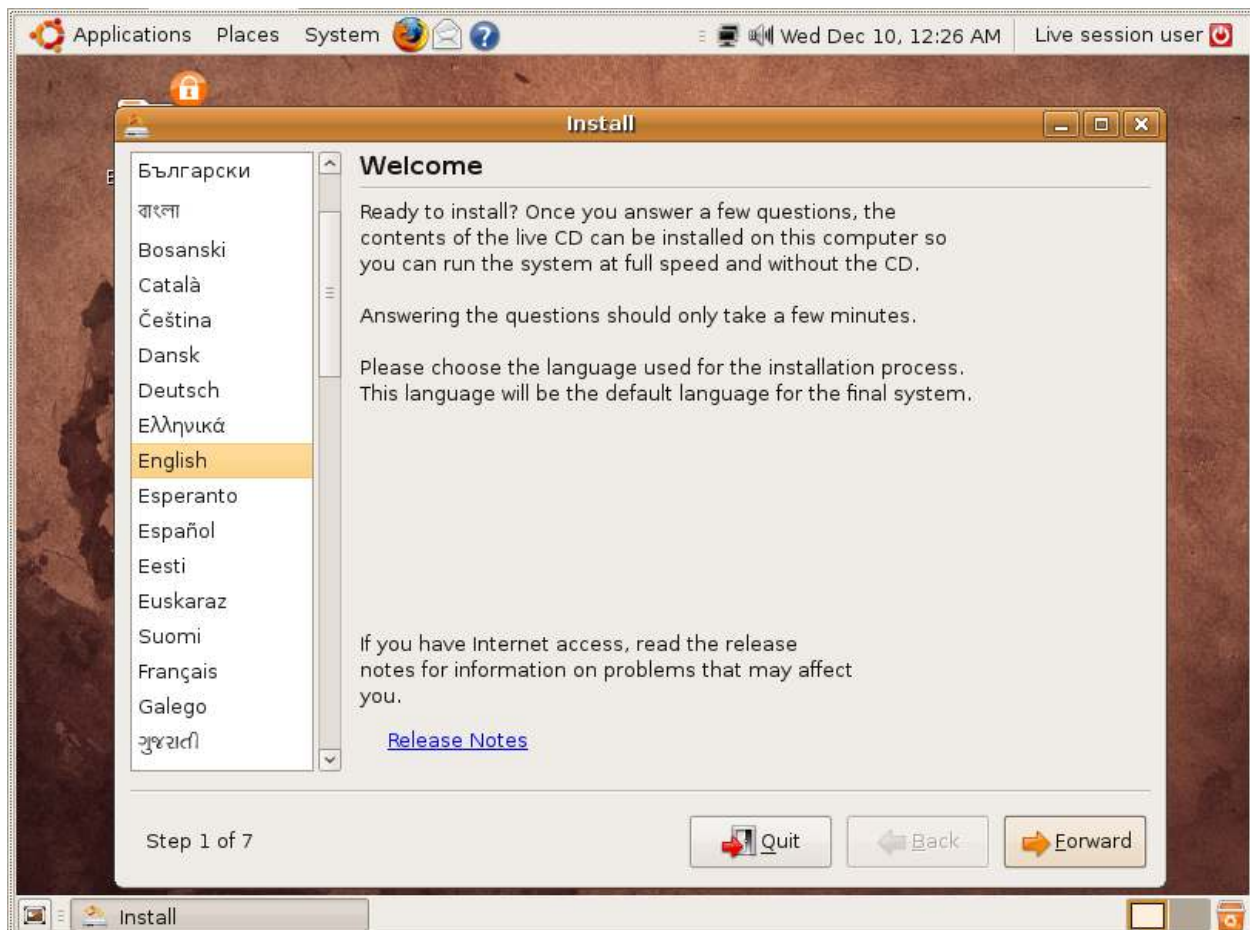 Applications Places System Wed Dec 10, 12:26 AM Live session user
Install
Български
বাংলা
Bosanski
Català
Čeština
Dansk
Deutsch
Ελληνικά
English
Esperanto
Español
Eesti
Euskaraz
Suomi
Français
Galego
ગુજરાતી
Welcome
Ready to install? Once you answer a few questions, the
contents of the live CD can be installed on this computer so
you can run the system at full speed and without the CD.
Answering the questions should only take a few minutes.
Please choose the language used for the installation process.
This language will be the default language for the final system.
If you have Internet access, read the release
notes for information on problems that may affect
you.
Release Notes
Step 1 of 7
Quit Back Forward
Install